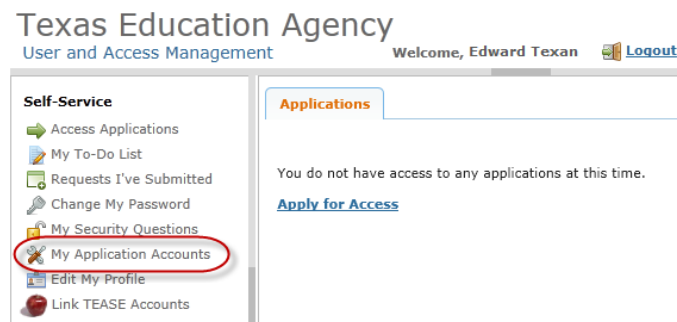 Texas Education Agency
User and Access Management
Welcome, Edward Texan
Logout
Self-Service
Access Applications
My To-Do List
Requests I've Submitted
Change My Password
My Security Questions
My Application Accounts
Edit My Profile
Link TEASE Accounts
Applications
You do not have access to any applications at this time.
Apply for Access